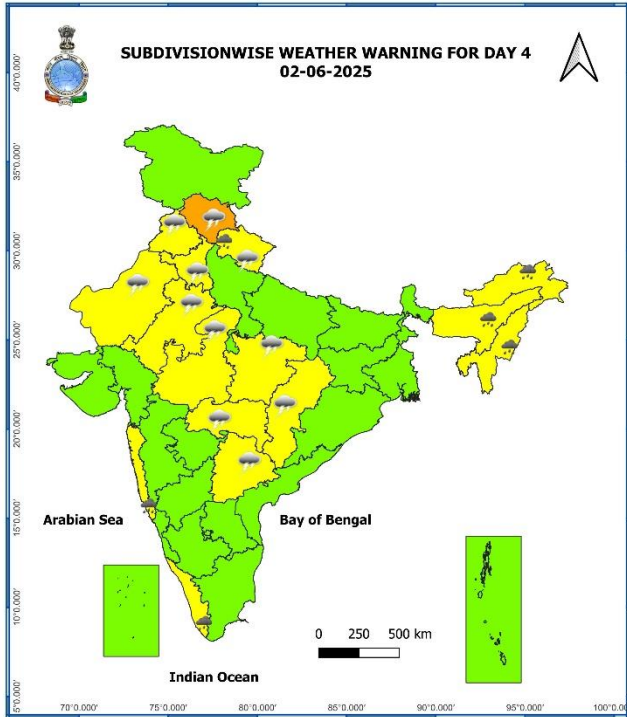 SUBDIVISIONWISE WEATHER WARNING FOR DAY 4
02-06-2025
40°0.000'
35°0.000'
30°0.000'
25°0.000'
20°0.000'
15°0.000'
10°0.000'
5°0.000'
Arabian Sea
Bay of Bengal
0 250 500 km
Indian Ocean
70°0.000' 75°0.000' 80°0.000' 85°0.000' 90°0.000' 95°0.000' 100°0.0